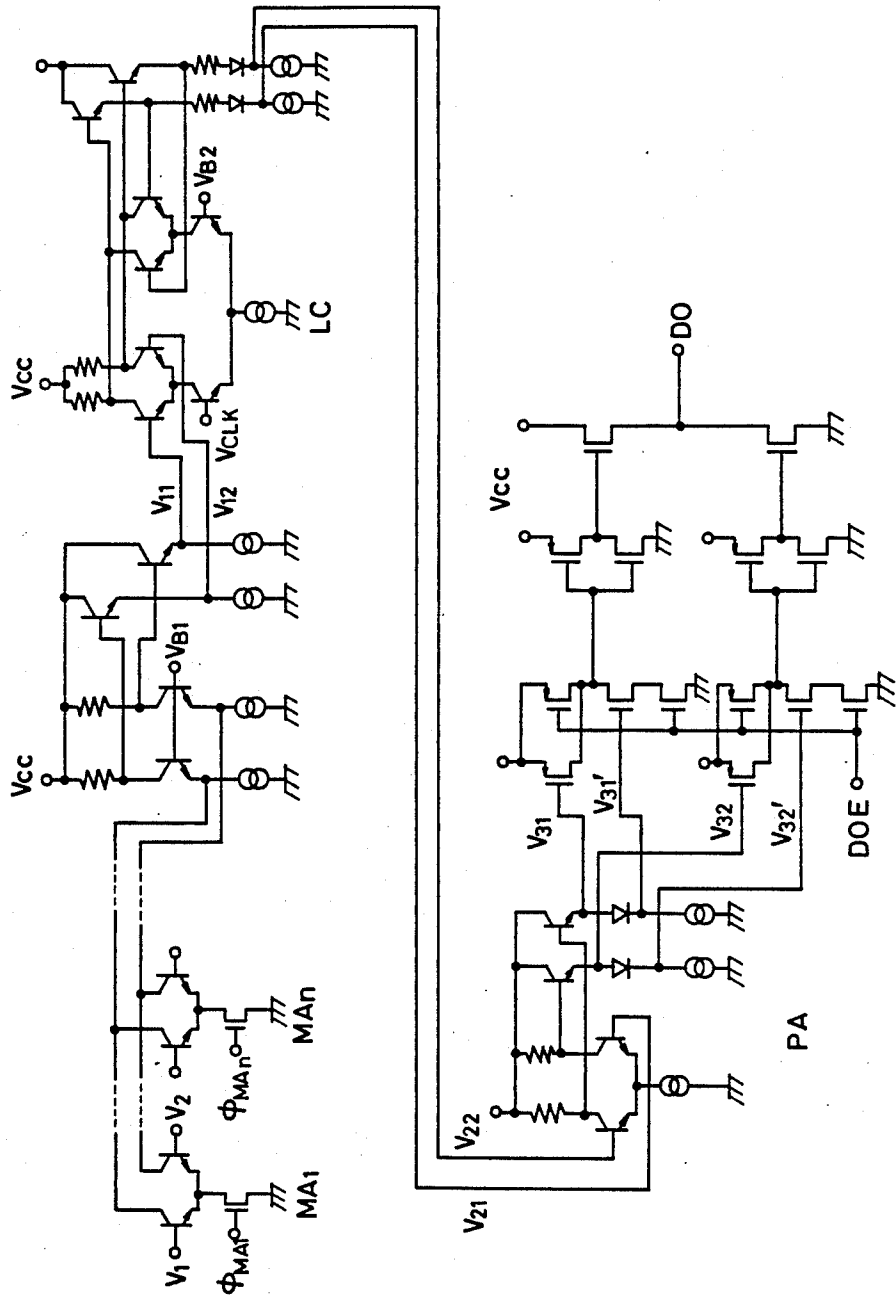 V1
ΦMA1
MA1
V2
ΦMAn
MAn
Vcc
VB1
V11
V12
Vcc
VCLK
LC
VB2
V21
V22
PA
V31
V31'
V32
V32'
DOE
Vcc
DO